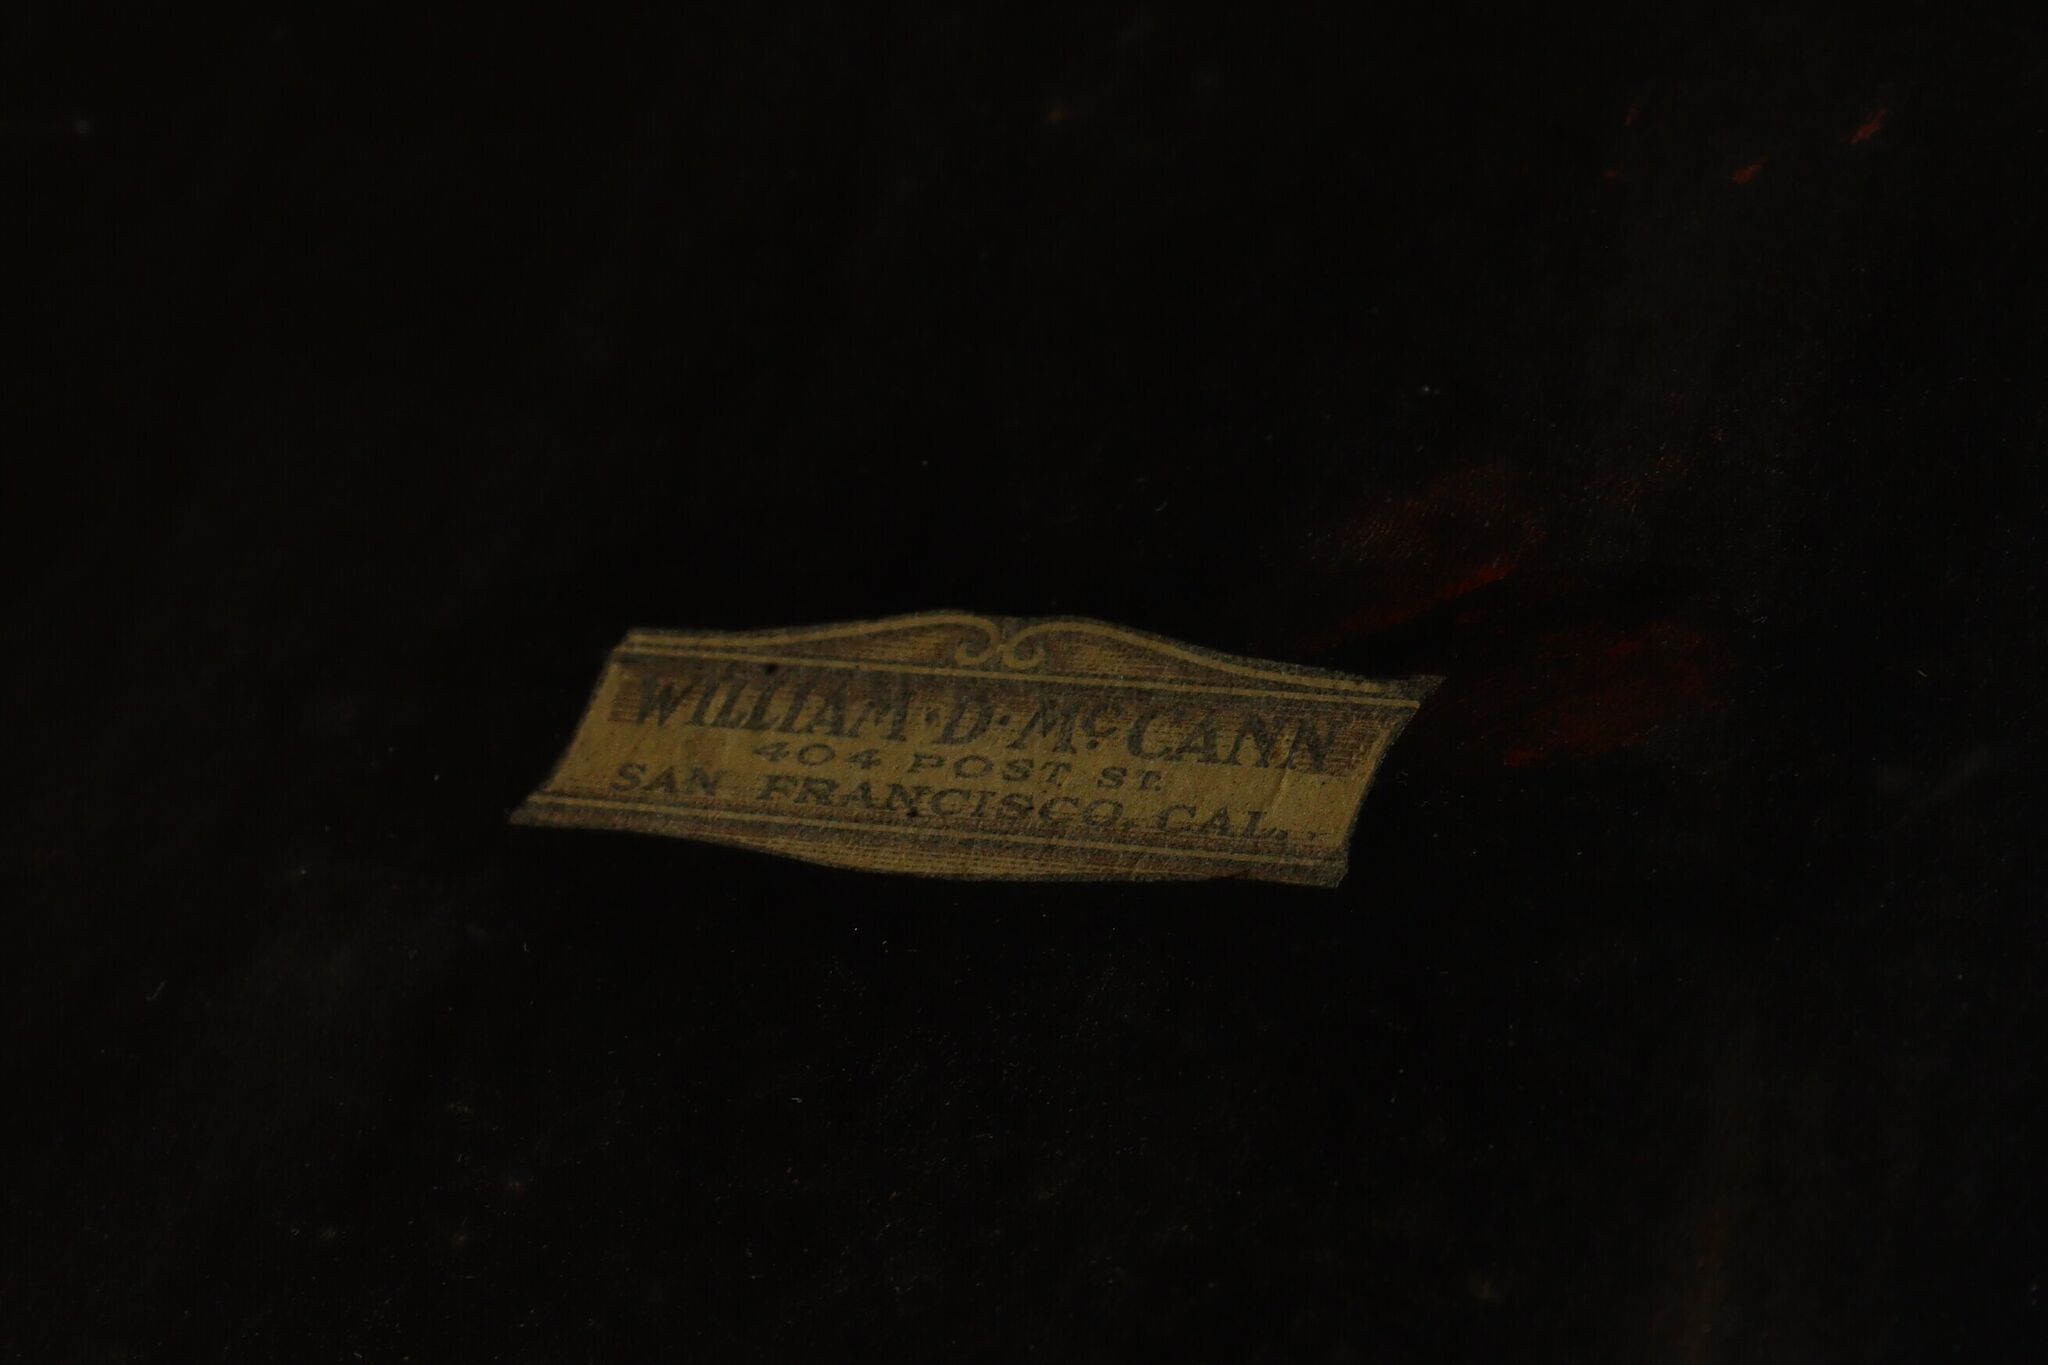 WILLIAM·D·McCANN
404 POST ST.
SAN FRANCISCO, CAL.